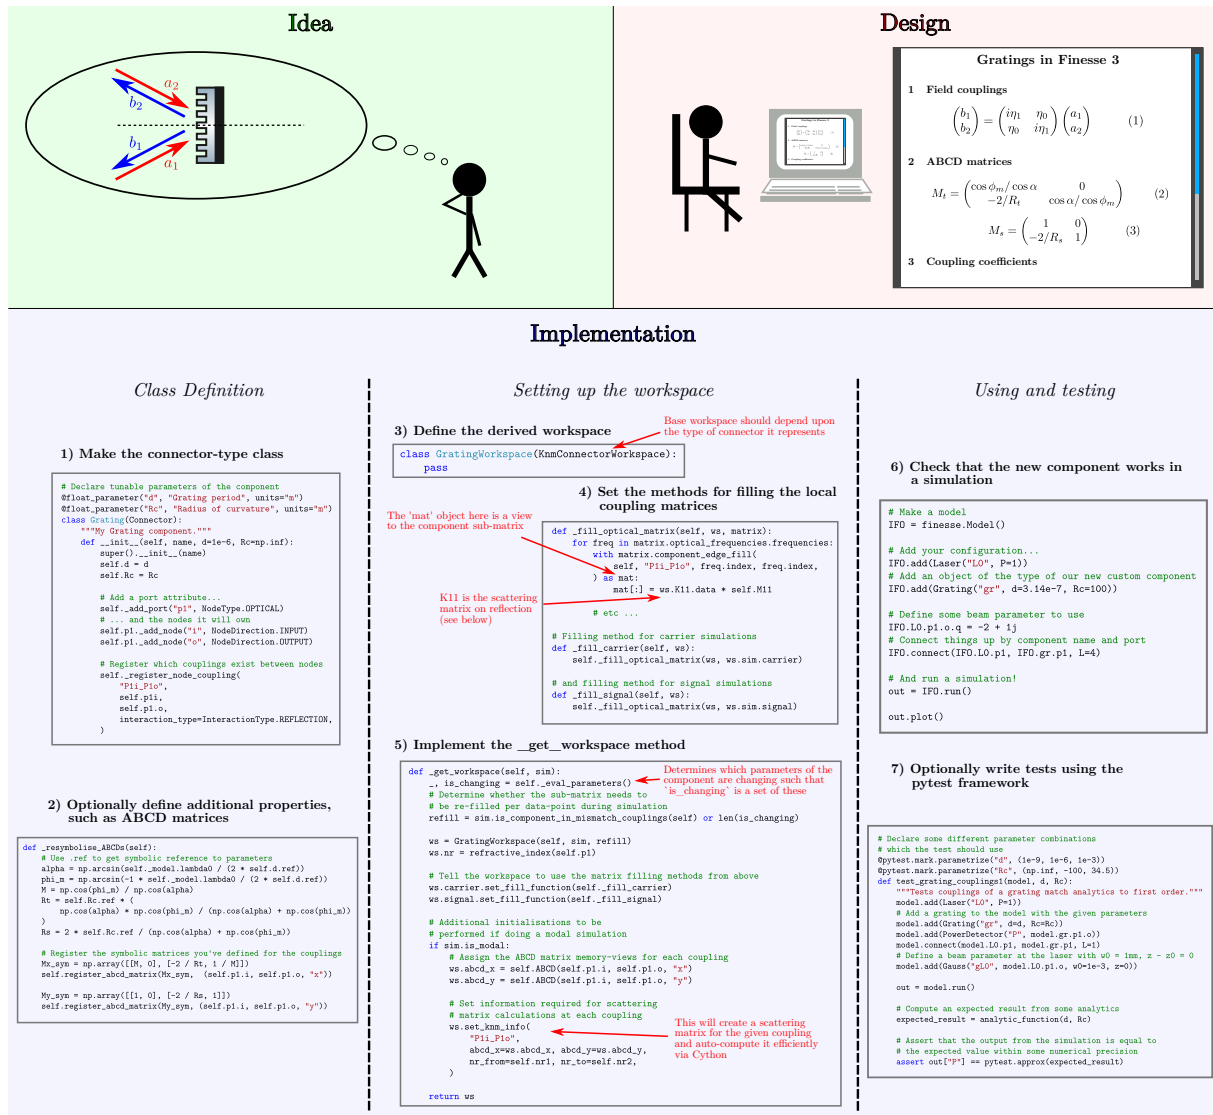 Idea
a2
b2
b1
a1
Design
Gratings in Finesse 3
1 Field couplings
(b1 b2) = (iη1 η0 η0 iη1) (a1 a2) (1)
2 ABCD matrices
Mt = (cos ϕm/ cos α 0 −2/Rt cos α/ cos ϕm) (2)
Ms = (1 0 −2/Rs 1) (3)
3 Coupling coefficients
Implementation
Class Definition
1) Make the connector-type class
# Declare tunable parameters of the component
@float_parameter("d", "Grating period", units="m")
@float_parameter("Rc", "Radius of curvature", units="m")
class Grating(Connector):
    """My Grating component."""
    def __init__(self, name, d=1e-6, Rc=np.inf):
        super().__init__(name)
        self.d = d
        self.Rc = Rc

        # Add a port attribute...
        self._add_port("p1", NodeType.OPTICAL)
        # ... and the nodes it will own
        self.p1._add_node("i", NodeDirection.INPUT)
        self.p1._add_node("o", NodeDirection.OUTPUT)

        # Register which couplings exist between nodes
        self._register_node_coupling(
            "P1i_P1o",
            self.p1i,
            self.p1.o,
            interaction_type=InteractionType.REFLECTION,
        )
2) Optionally define additional properties,
such as ABCD matrices
def _resymbolise_ABCDs(self):
    # Use .ref to get symbolic reference to parameters
    alpha = np.arcsin(self._model.lambda0 / (2 * self.d.ref))
    phi_m = np.arcsin(-1 * self._model.lambda0 / (2 * self.d.ref))
    M = np.cos(phi_m) / np.cos(alpha)
    Rt = self.Rc.ref * (
        np.cos(alpha) * np.cos(phi_m) / (np.cos(alpha) + np.cos(phi_m))
    )
    Rs = 2 * self.Rc.ref / (np.cos(alpha) + np.cos(phi_m))

    # Register the symbolic matrices you've defined for the couplings
    Mx_sym = np.array([[M, 0], [-2 / Rt, 1 / M]])
    self.register_abcd_matrix(Mx_sym,  (self.p1.i, self.p1.o, "x"))

    My_sym = np.array([[1, 0], [-2 / Rs, 1]])
    self.register_abcd_matrix(My_sym, (self.p1.i, self.p1.o, "y"))
Setting up the workspace
3) Define the derived workspace
Base workspace should depend upon
the type of connector it represents
class GratingWorkspace(KnmConnectorWorkspace):
    pass
4) Set the methods for filling the local
coupling matrices
The 'mat' object here is a view
to the component sub-matrix
K11 is the scattering
matrix on reflection
(see below)
def _fill_optical_matrix(self, ws, matrix):
    for freq in matrix.optical_frequencies.frequencies:
        with matrix.component_edge_fill(
            self, "P1i_P1o", freq.index, freq.index,
        ) as mat:
            mat[:] = ws.K11.data * self.M11

        # etc ...

# Filling method for carrier simulations
def _fill_carrier(self, ws):
    self._fill_optical_matrix(ws, ws.sim.carrier)

# and filling method for signal simulations
def _fill_signal(self, ws):
    self._fill_optical_matrix(ws, ws.sim.signal)
5) Implement the _get_workspace method
Determines which parameters of the
component are changing such that
`is_changing` is a set of these
def _get_workspace(self, sim):
    _, is_changing = self._eval_parameters()
    # Determine whether the sub-matrix needs to
    # be re-filled per data-point during simulation
    refill = sim.is_component_in_mismatch_couplings(self) or len(is_changing)

    ws = GratingWorkspace(self, sim, refill)
    ws.nr = refractive_index(self.p1)

    # Tell the workspace to use the matrix filling methods from above
    ws.carrier.set_fill_function(self._fill_carrier)
    ws.signal.set_fill_function(self._fill_signal)

    # Additional initialisations to be
    # performed if doing a modal simulation
    if sim.is_modal:
        # Assign the ABCD matrix memory-views for each coupling
        ws.abcd_x = self.ABCD(self.p1.i, self.p1.o, "x")
        ws.abcd_y = self.ABCD(self.p1.i, self.p1.o, "y")

        # Set information required for scattering
        # matrix calculations at each coupling
        ws.set_knm_info(
            "P1i_P1o",
            abcd_x=ws.abcd_x, abcd_y=ws.abcd_y,
            nr_from=self.nr1, nr_to=self.nr2,
        )

    return ws
This will create a scattering
matrix for the given coupling
and auto-compute it efficiently
via Cython
Using and testing
6) Check that the new component works in
a simulation
# Make a model
IFO = finesse.Model()

# Add your configuration...
IFO.add(Laser("L0", P=1))
# Add an object of the type of our new custom component
IFO.add(Grating("gr", d=3.14e-7, Rc=100))

# Define some beam parameter to use
IFO.L0.p1.o.q = -2 + 1j
# Connect things up by component name and port
IFO.connect(IFO.L0.p1, IFO.gr.p1, L=4)

# And run a simulation!
out = IFO.run()

out.plot()
7) Optionally write tests using the
pytest framework
# Declare some different parameter combinations
# which the test should use
@pytest.mark.parametrize("d", (1e-9, 1e-6, 1e-3))
@pytest.mark.parametrize("Rc", (np.inf, -100, 34.5))
def test_grating_couplings1(model, d, Rc):
    """Tests couplings of a grating match analytics to first order."""
    model.add(Laser("L0", P=1))
    # Add a grating to the model with the given parameters
    model.add(Grating("gr", d=d, Rc=Rc))
    model.add(PowerDetector("P", model.gr.p1.o))
    model.connect(model.L0.p1, model.gr.p1, L=1)
    # Define a beam parameter at the laser with w0 = 1mm, z - z0 = 0
    model.add(Gauss("gL0", model.L0.p1.o, w0=1e-3, z=0))

    out = model.run()

    # Compute an expected result from some analytics
    expected_result = analytic_function(d, Rc)

    # Assert that the output from the simulation is equal to
    # the expected value within some numerical precision
    assert out["P"] == pytest.approx(expected_result)